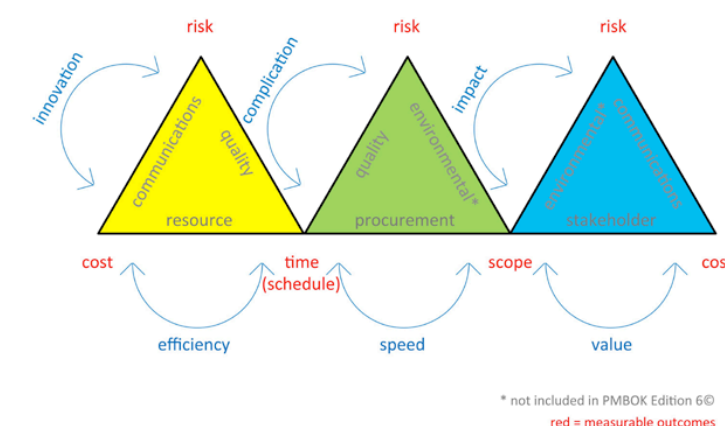 risk
risk
risk
innovation
complication
impact
communications
quality
quality
environmental*
environmental*
communications
resource
procurement
stakeholder
cost
time
(schedule)
scope
cos
efficiency
speed
value
* not included in PMBOK Edition 6©
red = measurable outcomes